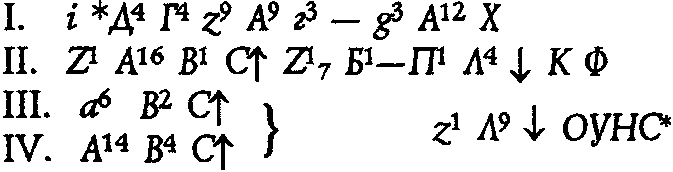 I. i *Д⁴ Г⁴ z⁹ А⁹ г³ — g³ А¹² Х
II. Z¹ А¹⁶ В¹ С↑ Z¹₇ Б¹—П¹ Λ⁴ ↓ К Ф
III. a⁶ В² С↑
IV. А¹⁴ В⁴ С↑ } z¹ Λ⁹ ↓ ОУНС*